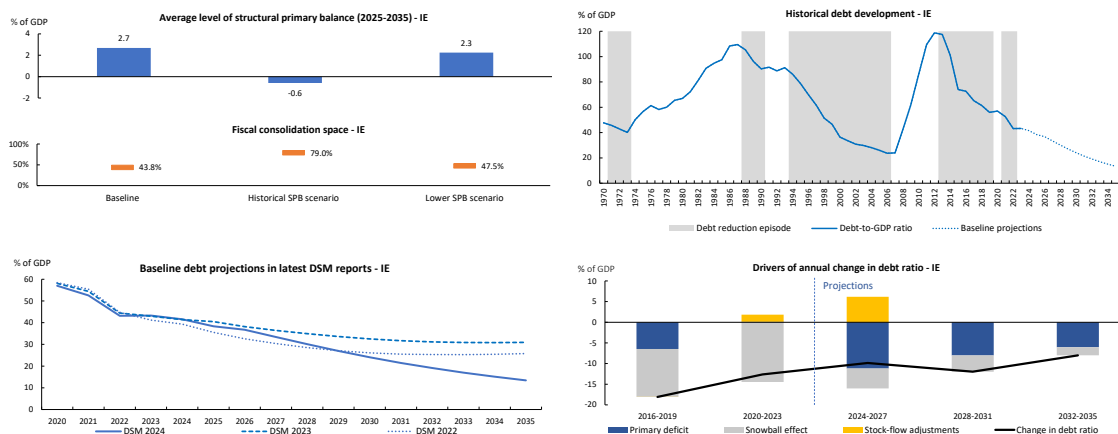 Average level of structural primary balance (2025-2035) - IE
% of GDP
4
2
0
-2
2.7
-0.6
2.3
Fiscal consolidation space - IE
100%
50%
0%
43.8%
79.0%
47.5%
Baseline
Historical SPB scenario
Lower SPB scenario
Historical debt development - IE
% of GDP
120
100
80
60
40
20
0
1970 1972 1974 1976 1978 1980 1982 1984 1986 1988 1990 1992 1994 1996 1998 2000 2002 2004 2006 2008 2010 2012 2014 2016 2018 2020 2022 2024 2026 2028 2030 2032 2034
Debt reduction episode
Debt-to-GDP ratio
Baseline projections
Baseline debt projections in latest DSM reports - IE
% of GDP
60
50
40
30
20
10
0
2020 2021 2022 2023 2024 2025 2026 2027 2028 2029 2030 2031 2032 2033 2034 2035
DSM 2024
DSM 2023
DSM 2022
Drivers of annual change in debt ratio - IE
% of GDP
Projections
10
5
0
-5
-10
-15
-20
2016-2019
2020-2023
2024-2027
2028-2031
2032-2035
Primary deficit
Snowball effect
Stock-flow adjustments
Change in debt ratio